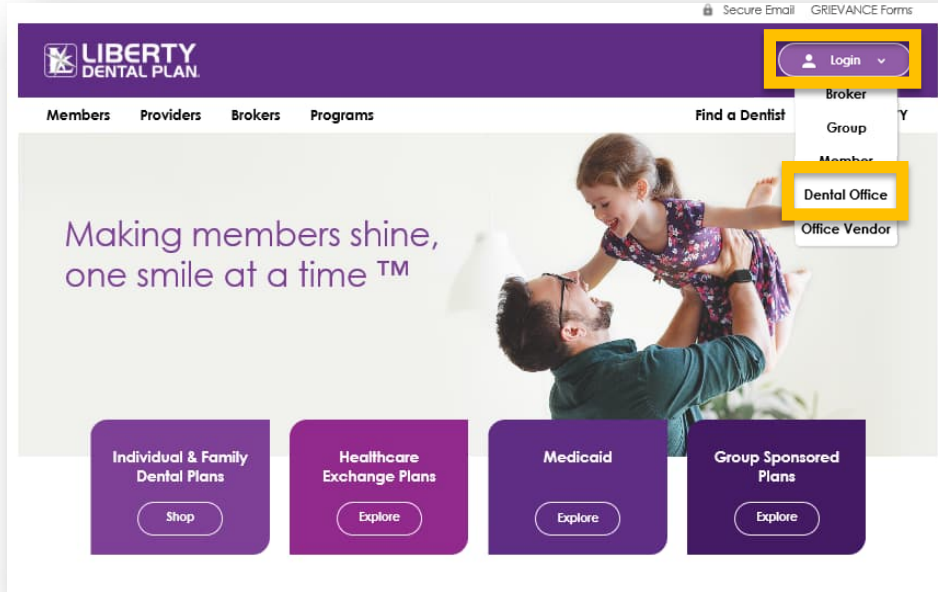 Secure Email GRIEVANCE Forms
LIBERTY
DENTAL PLAN.
Login
Members Providers Brokers Programs Find a Dentist Y
Broker
Group
Member
Dental Office
Office Vendor
Making members shine,
one smile at a time ™
Individual & Family
Dental Plans
Shop
Healthcare
Exchange Plans
Explore
Medicaid
Explore
Group Sponsored
Plans
Explore